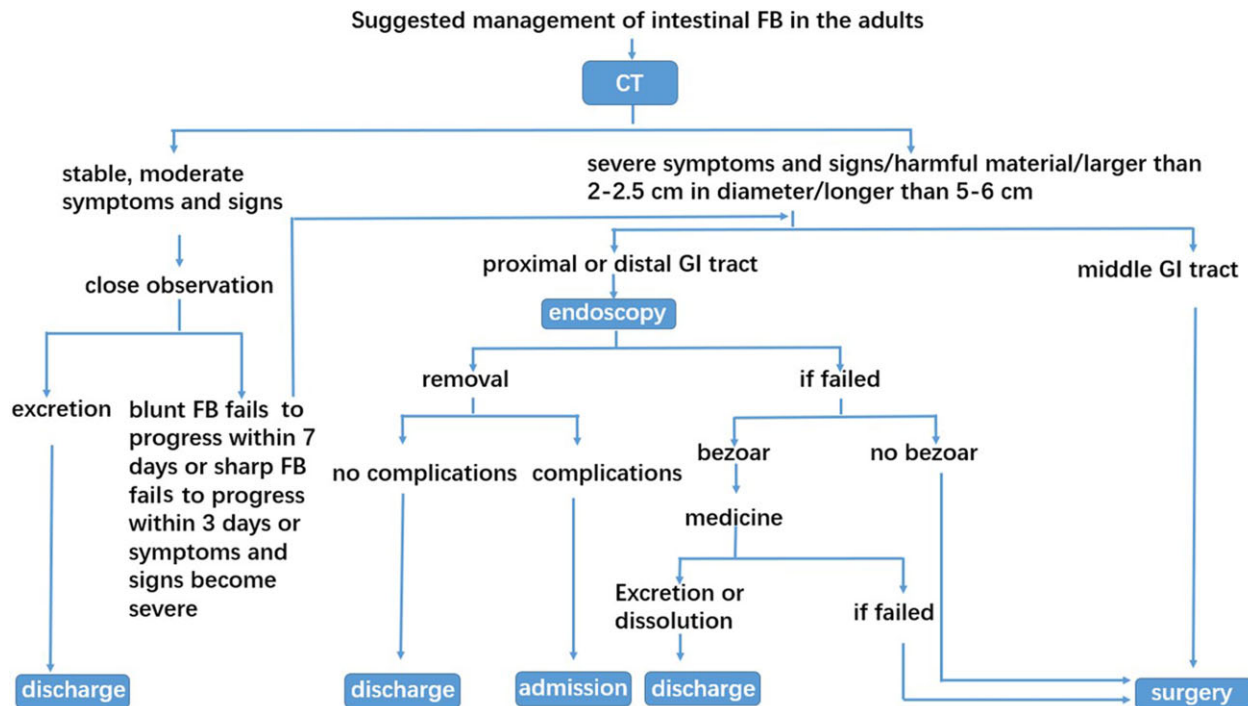 Suggested management of intestinal FB in the adults
CT
stable, moderate
symptoms and signs
severe symptoms and signs/harmful material/larger than
2-2.5 cm in diameter/longer than 5-6 cm
close observation
proximal or distal GI tract
middle GI tract
endoscopy
removal
if failed
excretion
blunt FB fails to
progress within 7
days or sharp FB
fails to progress
within 3 days or
symptoms and
signs become
severe
no complications
complications
bezoar
no bezoar
medicine
Excretion or
dissolution
if failed
discharge
discharge
admission
discharge
surgery